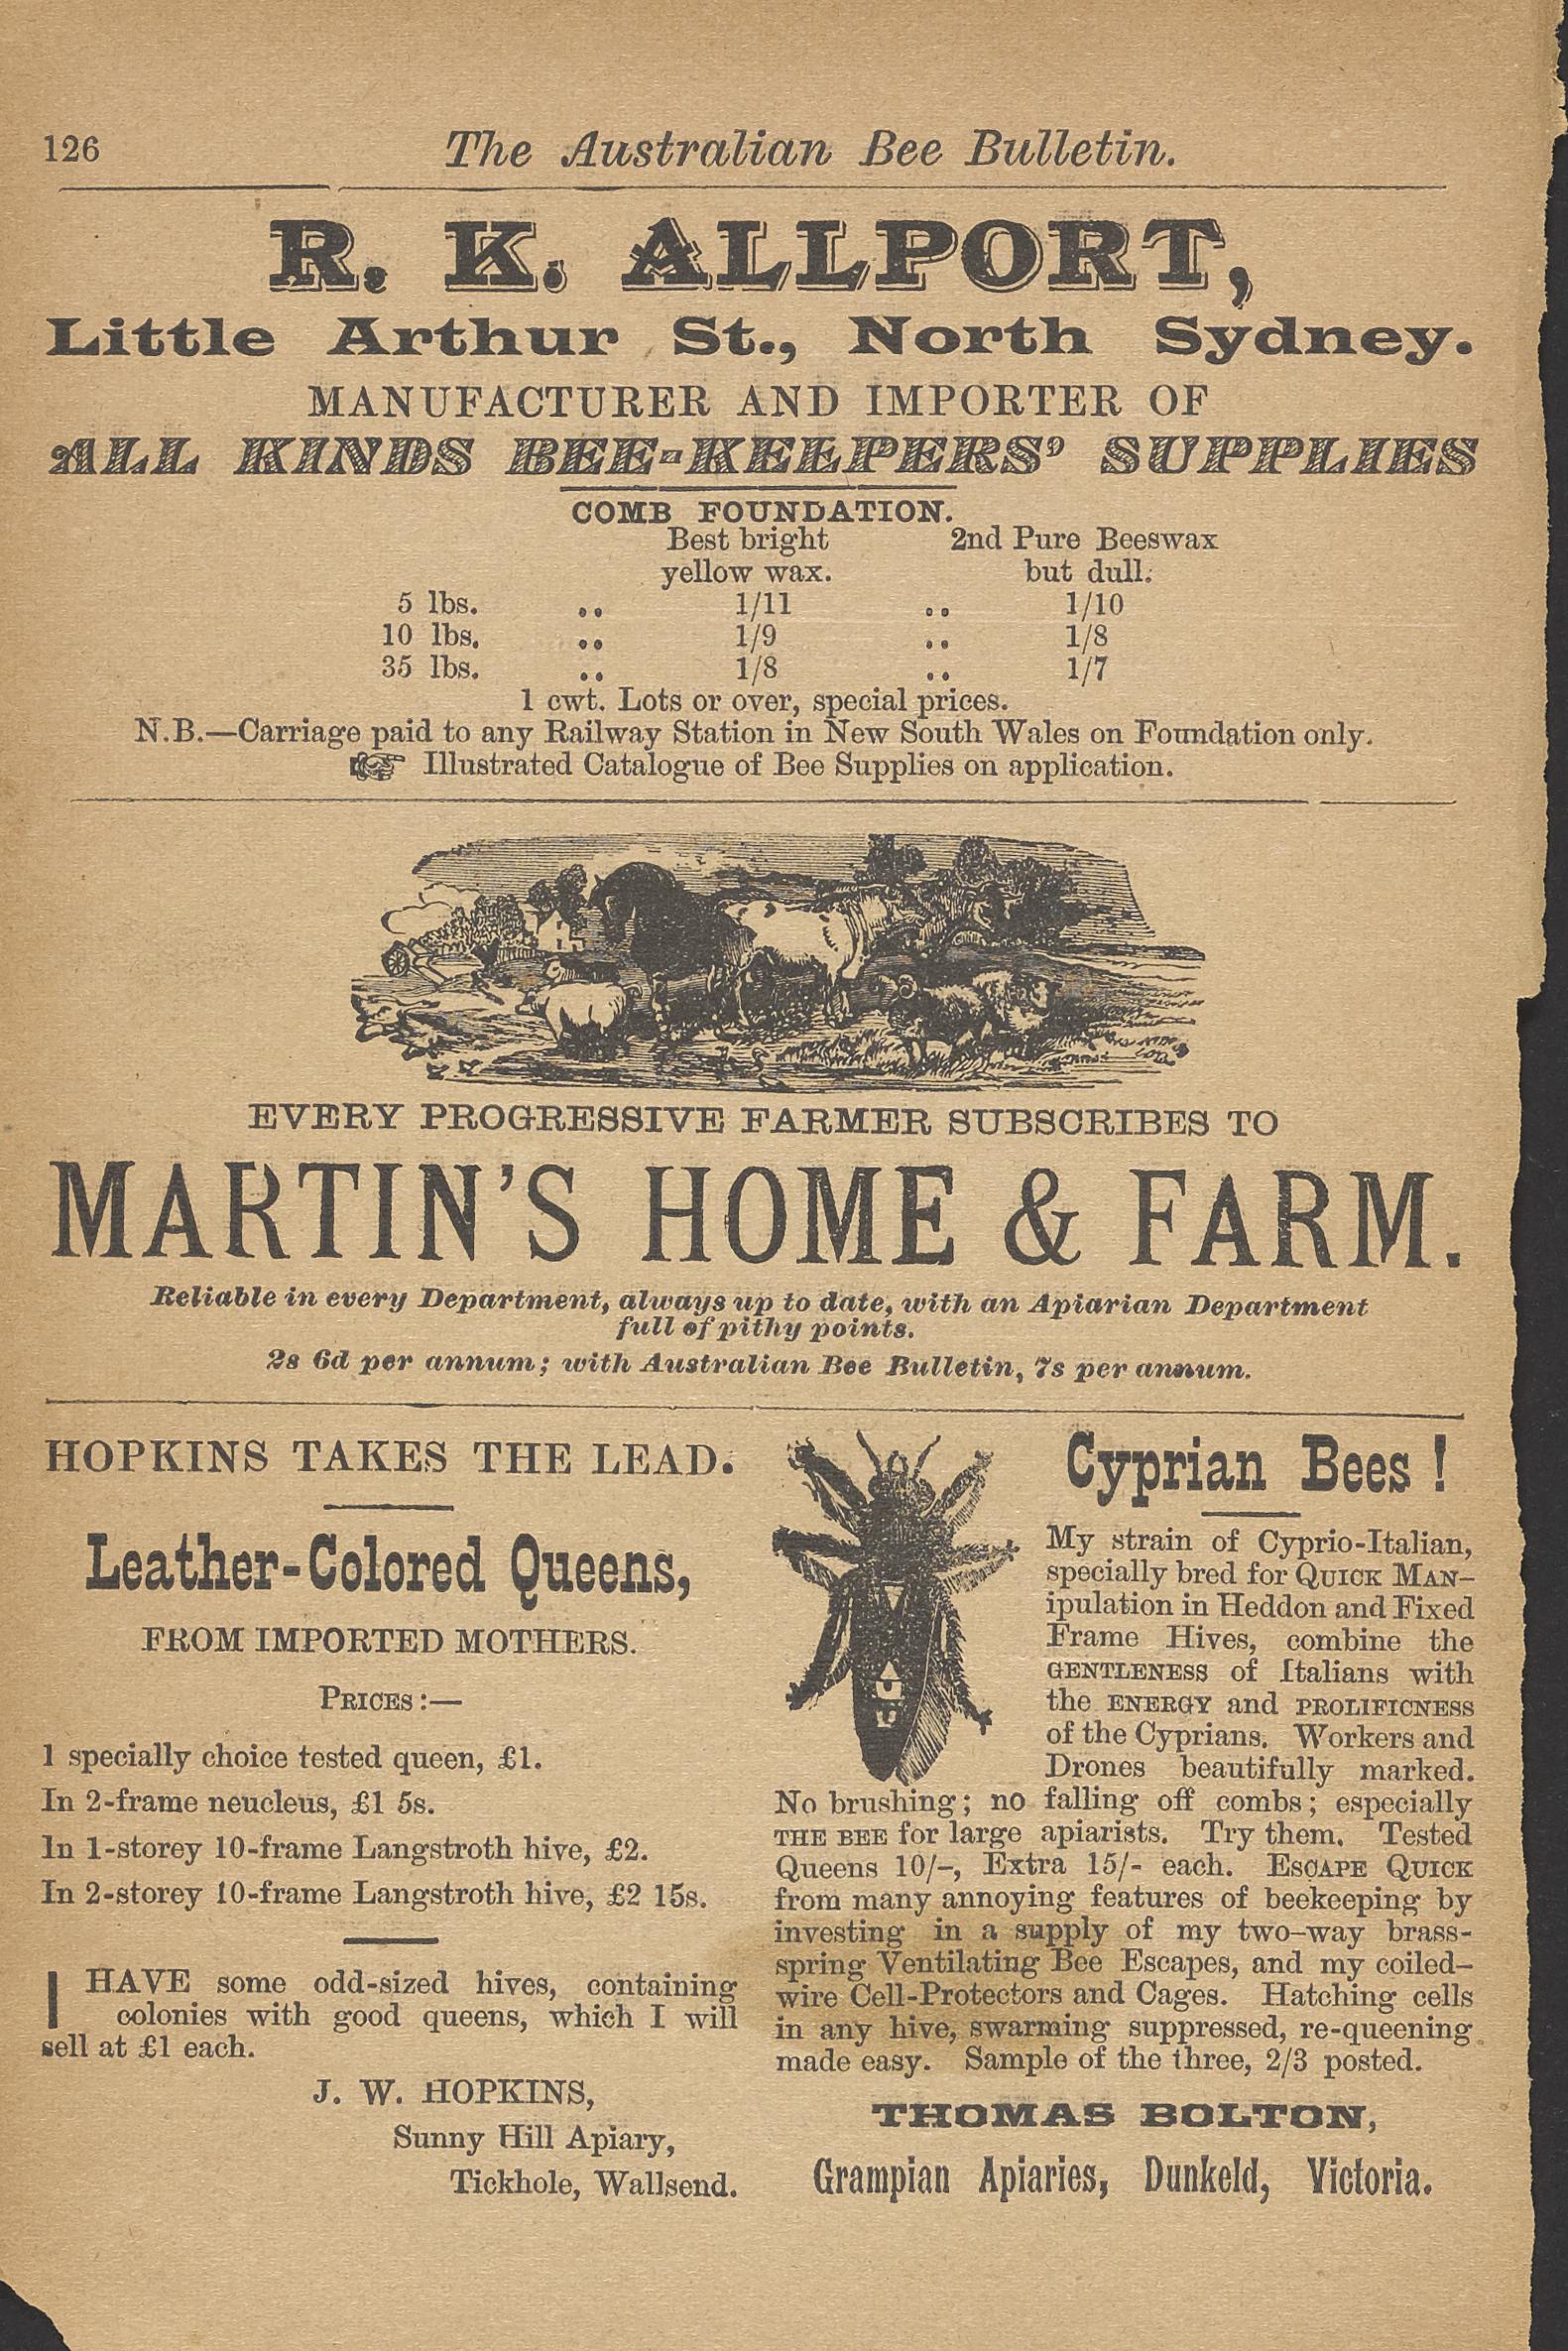 126
The Australian Bee Bulletin.
R. K. ALLPORT,
Little Arthur St., North Sydney.
MANUFACTURER AND IMPORTER OF
ALL KINDS BEE-KEEPERS' SUPPLIES
COMB FOUNDATION.
Best bright 2nd Pure Beeswax
yellow wax. but dull.
5 lbs. .. 1/11 .. 1/10
10 lbs. .. 1/9 .. 1/8
35 lbs. .. 1/8 .. 1/7
1 cwt. Lots or over, special prices.
N.B.—Carriage paid to any Railway Station in New South Wales on Foundation only.
☞ Illustrated Catalogue of Bee Supplies on application.
EVERY PROGRESSIVE FARMER SUBSCRIBES TO
MARTIN'S HOME & FARM.
Reliable in every Department, always up to date, with an Apiarian Department
full of pithy points.
2s 6d per annum; with Australian Bee Bulletin, 7s per annum.
HOPKINS TAKES THE LEAD.
Leather-Colored Queens,
FROM IMPORTED MOTHERS.
PRICES:—
1 specially choice tested queen, £1.
In 2-frame neucleus, £1 5s.
In 1-storey 10-frame Langstroth hive, £2.
In 2-storey 10-frame Langstroth hive, £2 15s.
I HAVE some odd-sized hives, containing
colonies with good queens, which I will
sell at £1 each.
J. W. HOPKINS,
Sunny Hill Apiary,
Tickhole, Wallsend.
Cyprian Bees!
My strain of Cyprio-Italian,
specially bred for QUICK MAN-
ipulation in Heddon and Fixed
Frame Hives, combine the
GENTLENESS of Italians with
the ENERGY and PROLIFICNESS
of the Cyprians. Workers and
Drones beautifully marked.
No brushing; no falling off combs; especially
THE BEE for large apiarists. Try them. Tested
Queens 10/-, Extra 15/- each. ESCAPE QUICK
from many annoying features of beekeeping by
investing in a supply of my two-way brass-
spring Ventilating Bee Escapes, and my coiled-
wire Cell-Protectors and Cages. Hatching cells
in any hive, swarming suppressed, re-queening
made easy. Sample of the three, 2/3 posted.
THOMAS BOLTON,
Grampian Apiaries, Dunkeld, Victoria.